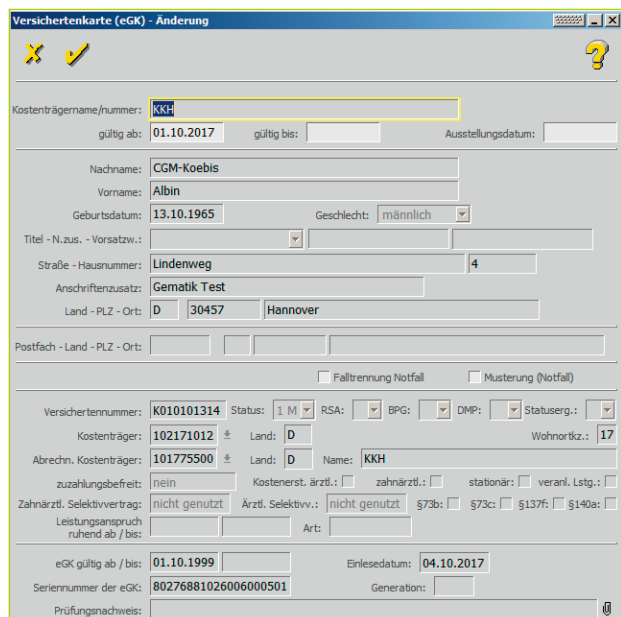 Versichertenkarte (eGK) - Änderung
Kostenträgername/nummer: KKH
gültig ab: 01.10.2017 gültig bis: Ausstellungsdatum:
Nachname: CGM-Koebis
Vorname: Albin
Geburtsdatum: 13.10.1965 Geschlecht: männlich
Titel - N.zus. - Vorsatzw.:
Straße - Hausnummer: Lindenweg 4
Anschriftenzusatz: Gematik Test
Land - PLZ - Ort: D 30457 Hannover
Postfach - Land - PLZ - Ort:
Falltrennung Notfall Musterung (Notfall)
Versichertennummer: K010101314 Status: 1 M RSA: BPG: DMP: Statuserg.:
Kostenträger: 102171012 Land: D Wohnortkz.: 17
Abrechn. Kostenträger: 101775500 Land: D Name: KKH
zuzahlungsbefreit: nein Kostenerst. ärztl.: zahnärztl.: stationär: veranl. Lstg.:
Zahnärztl. Selektivvertrag: nicht genutzt Ärztl. Selektivv.: nicht genutzt §73b: §73c: §137f: §140a:
Leistungsanspruch
ruhend ab / bis: Art:
eGK gültig ab / bis: 01.10.1999 Einlesedatum: 04.10.2017
Seriennummer der eGK: 80276881026006000501 Generation:
Prüfungsnachweis: